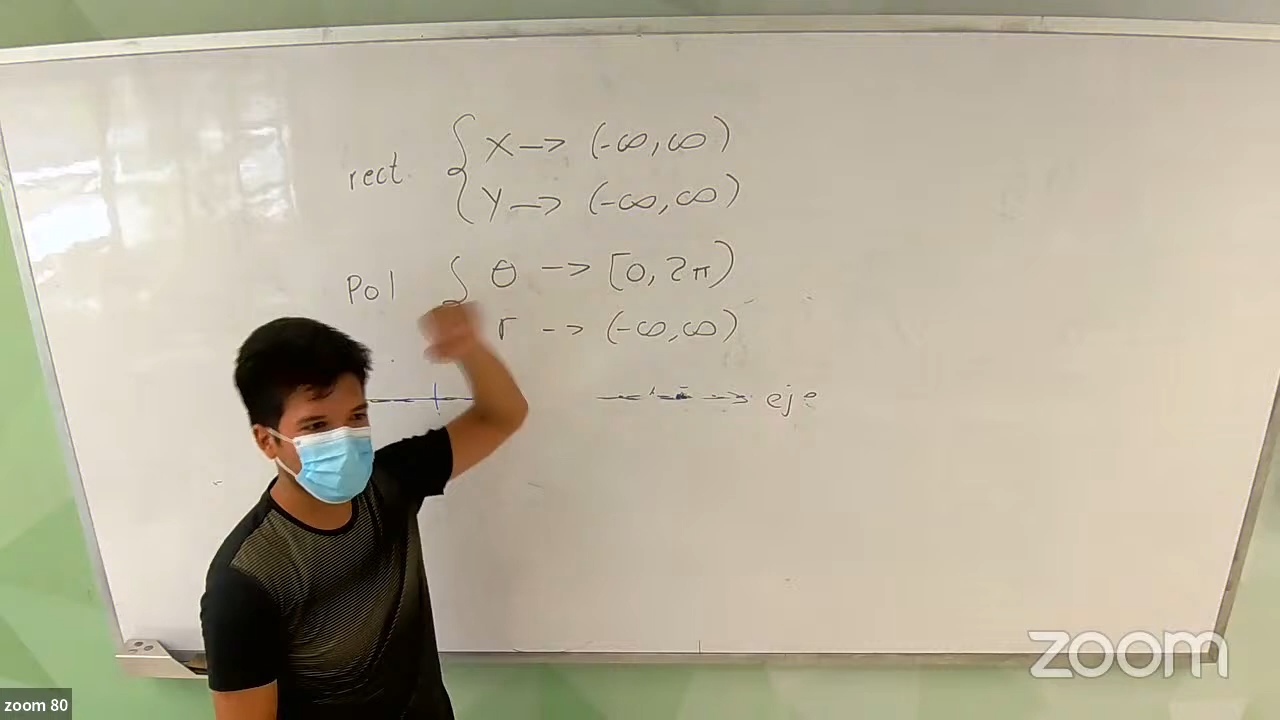 rect { X -> (-∞, ∞)
Y -> (-∞, ∞)
Pol { θ -> [0, 2π)
r -> (-∞, ∞)
eje
zoom
zoom 80